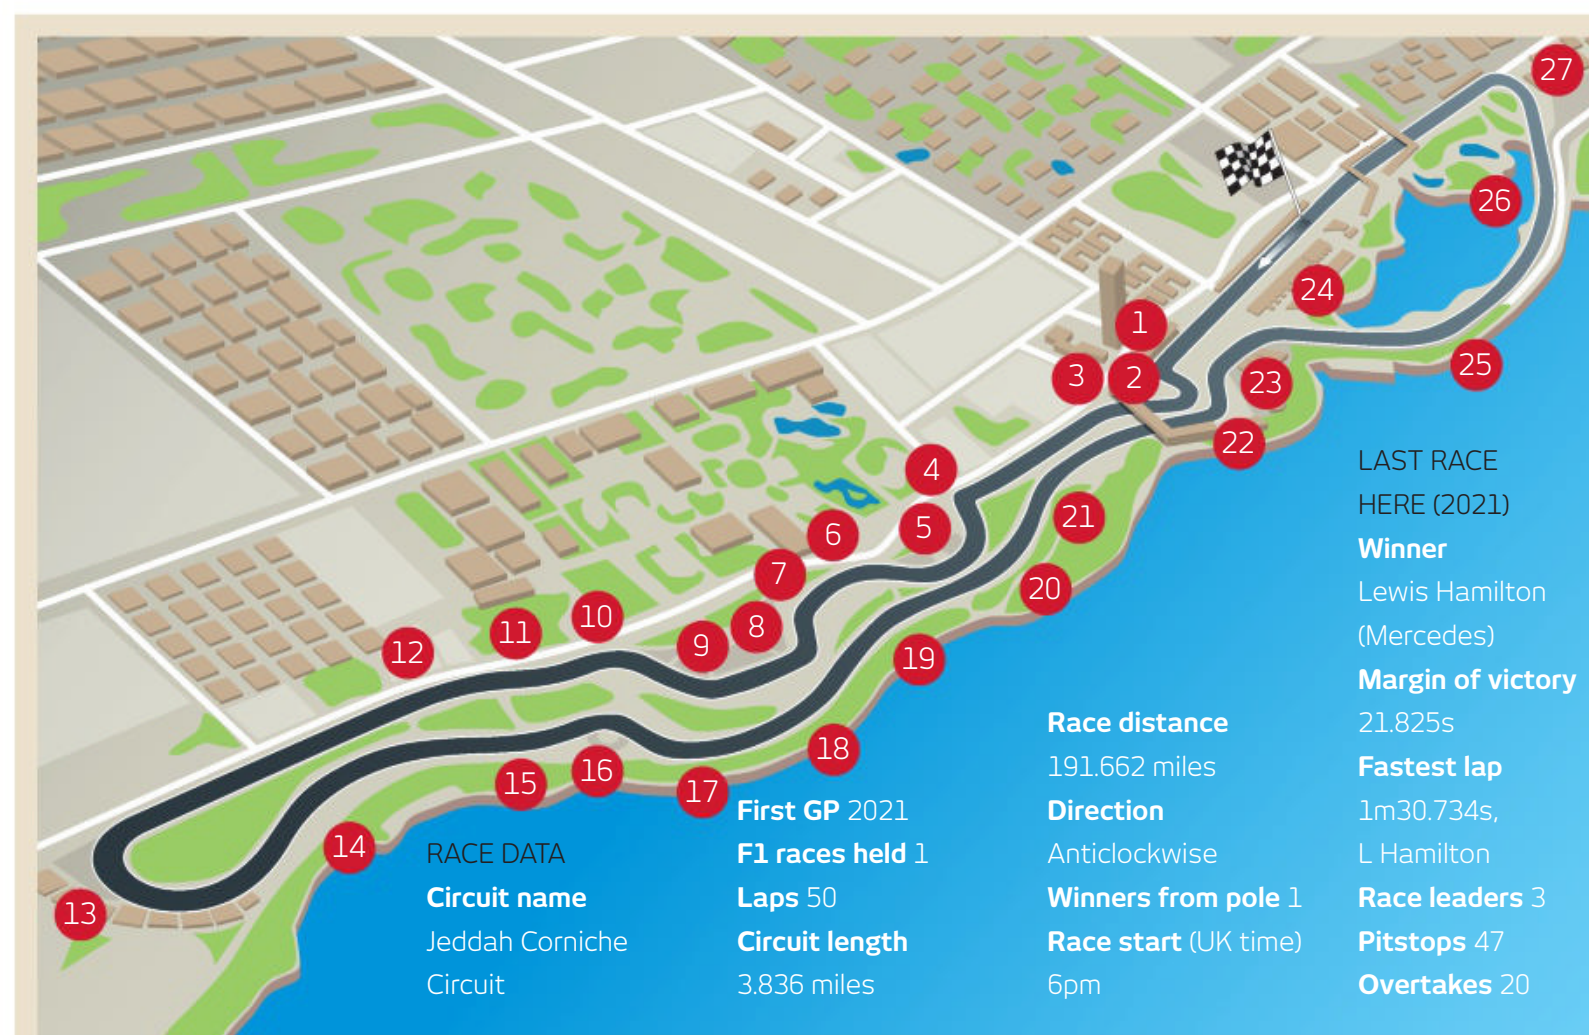 27
26
24
1
3
2
23
25
22
4
5
21
6
7
20
8
10
11
9
12
19
18
16
15
17
14
13
RACE DATA
Circuit name
Jeddah Corniche
Circuit
First GP 2021
F1 races held 1
Laps 50
Circuit length
3.836 miles
Race distance
191.662 miles
Direction
Anticlockwise
Winners from pole 1
Race start (UK time)
6pm
LAST RACE
HERE (2021)
Winner
Lewis Hamilton
(Mercedes)
Margin of victory
21.825s
Fastest lap
1m30.734s,
L Hamilton
Race leaders 3
Pitstops 47
Overtakes 20